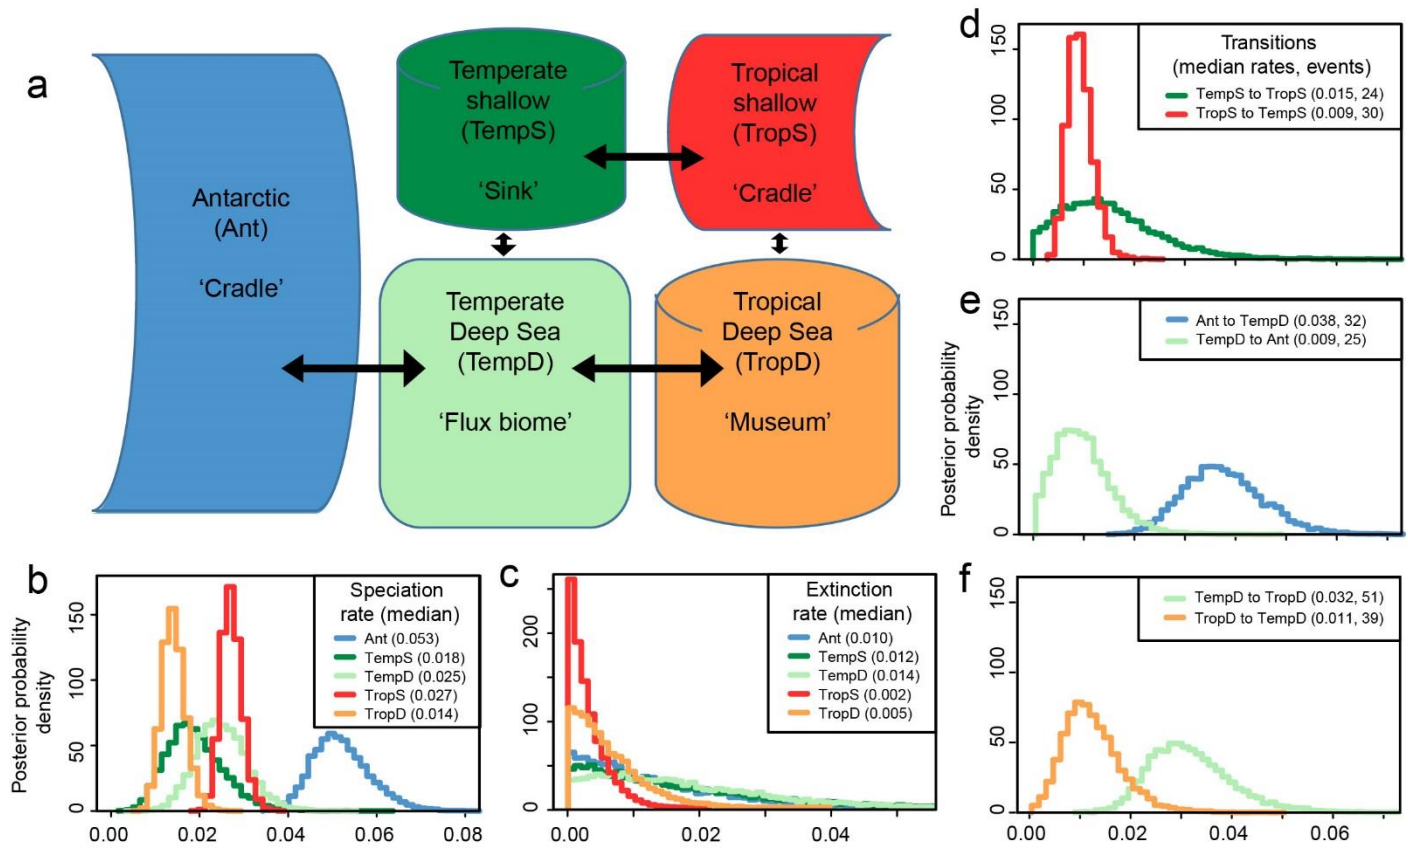 a
Antarctic
(Ant)
‘Cradle’
Temperate
shallow
(TempS)
‘Sink’
Tropical
shallow
(TropS)
‘Cradle’
Temperate
Deep Sea
(TempD)
‘Flux biome’
Tropical
Deep Sea
(TropD)
‘Museum’
b
Posterior probability
density
0 50 100 150
0.00 0.02 0.04 0.06 0.08
Speciation
rate (median)
Ant (0.053)
TempS (0.018)
TempD (0.025)
TropS (0.027)
TropD (0.014)
c
0 100 200
0.00 0.02 0.04
Extinction
rate (median)
Ant (0.010)
TempS (0.012)
TempD (0.014)
TropS (0.002)
TropD (0.005)
d
0 50 100 150
Transitions
(median rates, events)
TempS to TropS (0.015, 24)
TropS to TempS (0.009, 30)
e
Posterior probability
density
0 50 100 150
Ant to TempD (0.038, 32)
TempD to Ant (0.009, 25)
f
0 50 100 150
TempD to TropD (0.032, 51)
TropD to TempD (0.011, 39)
0.00 0.02 0.04 0.06